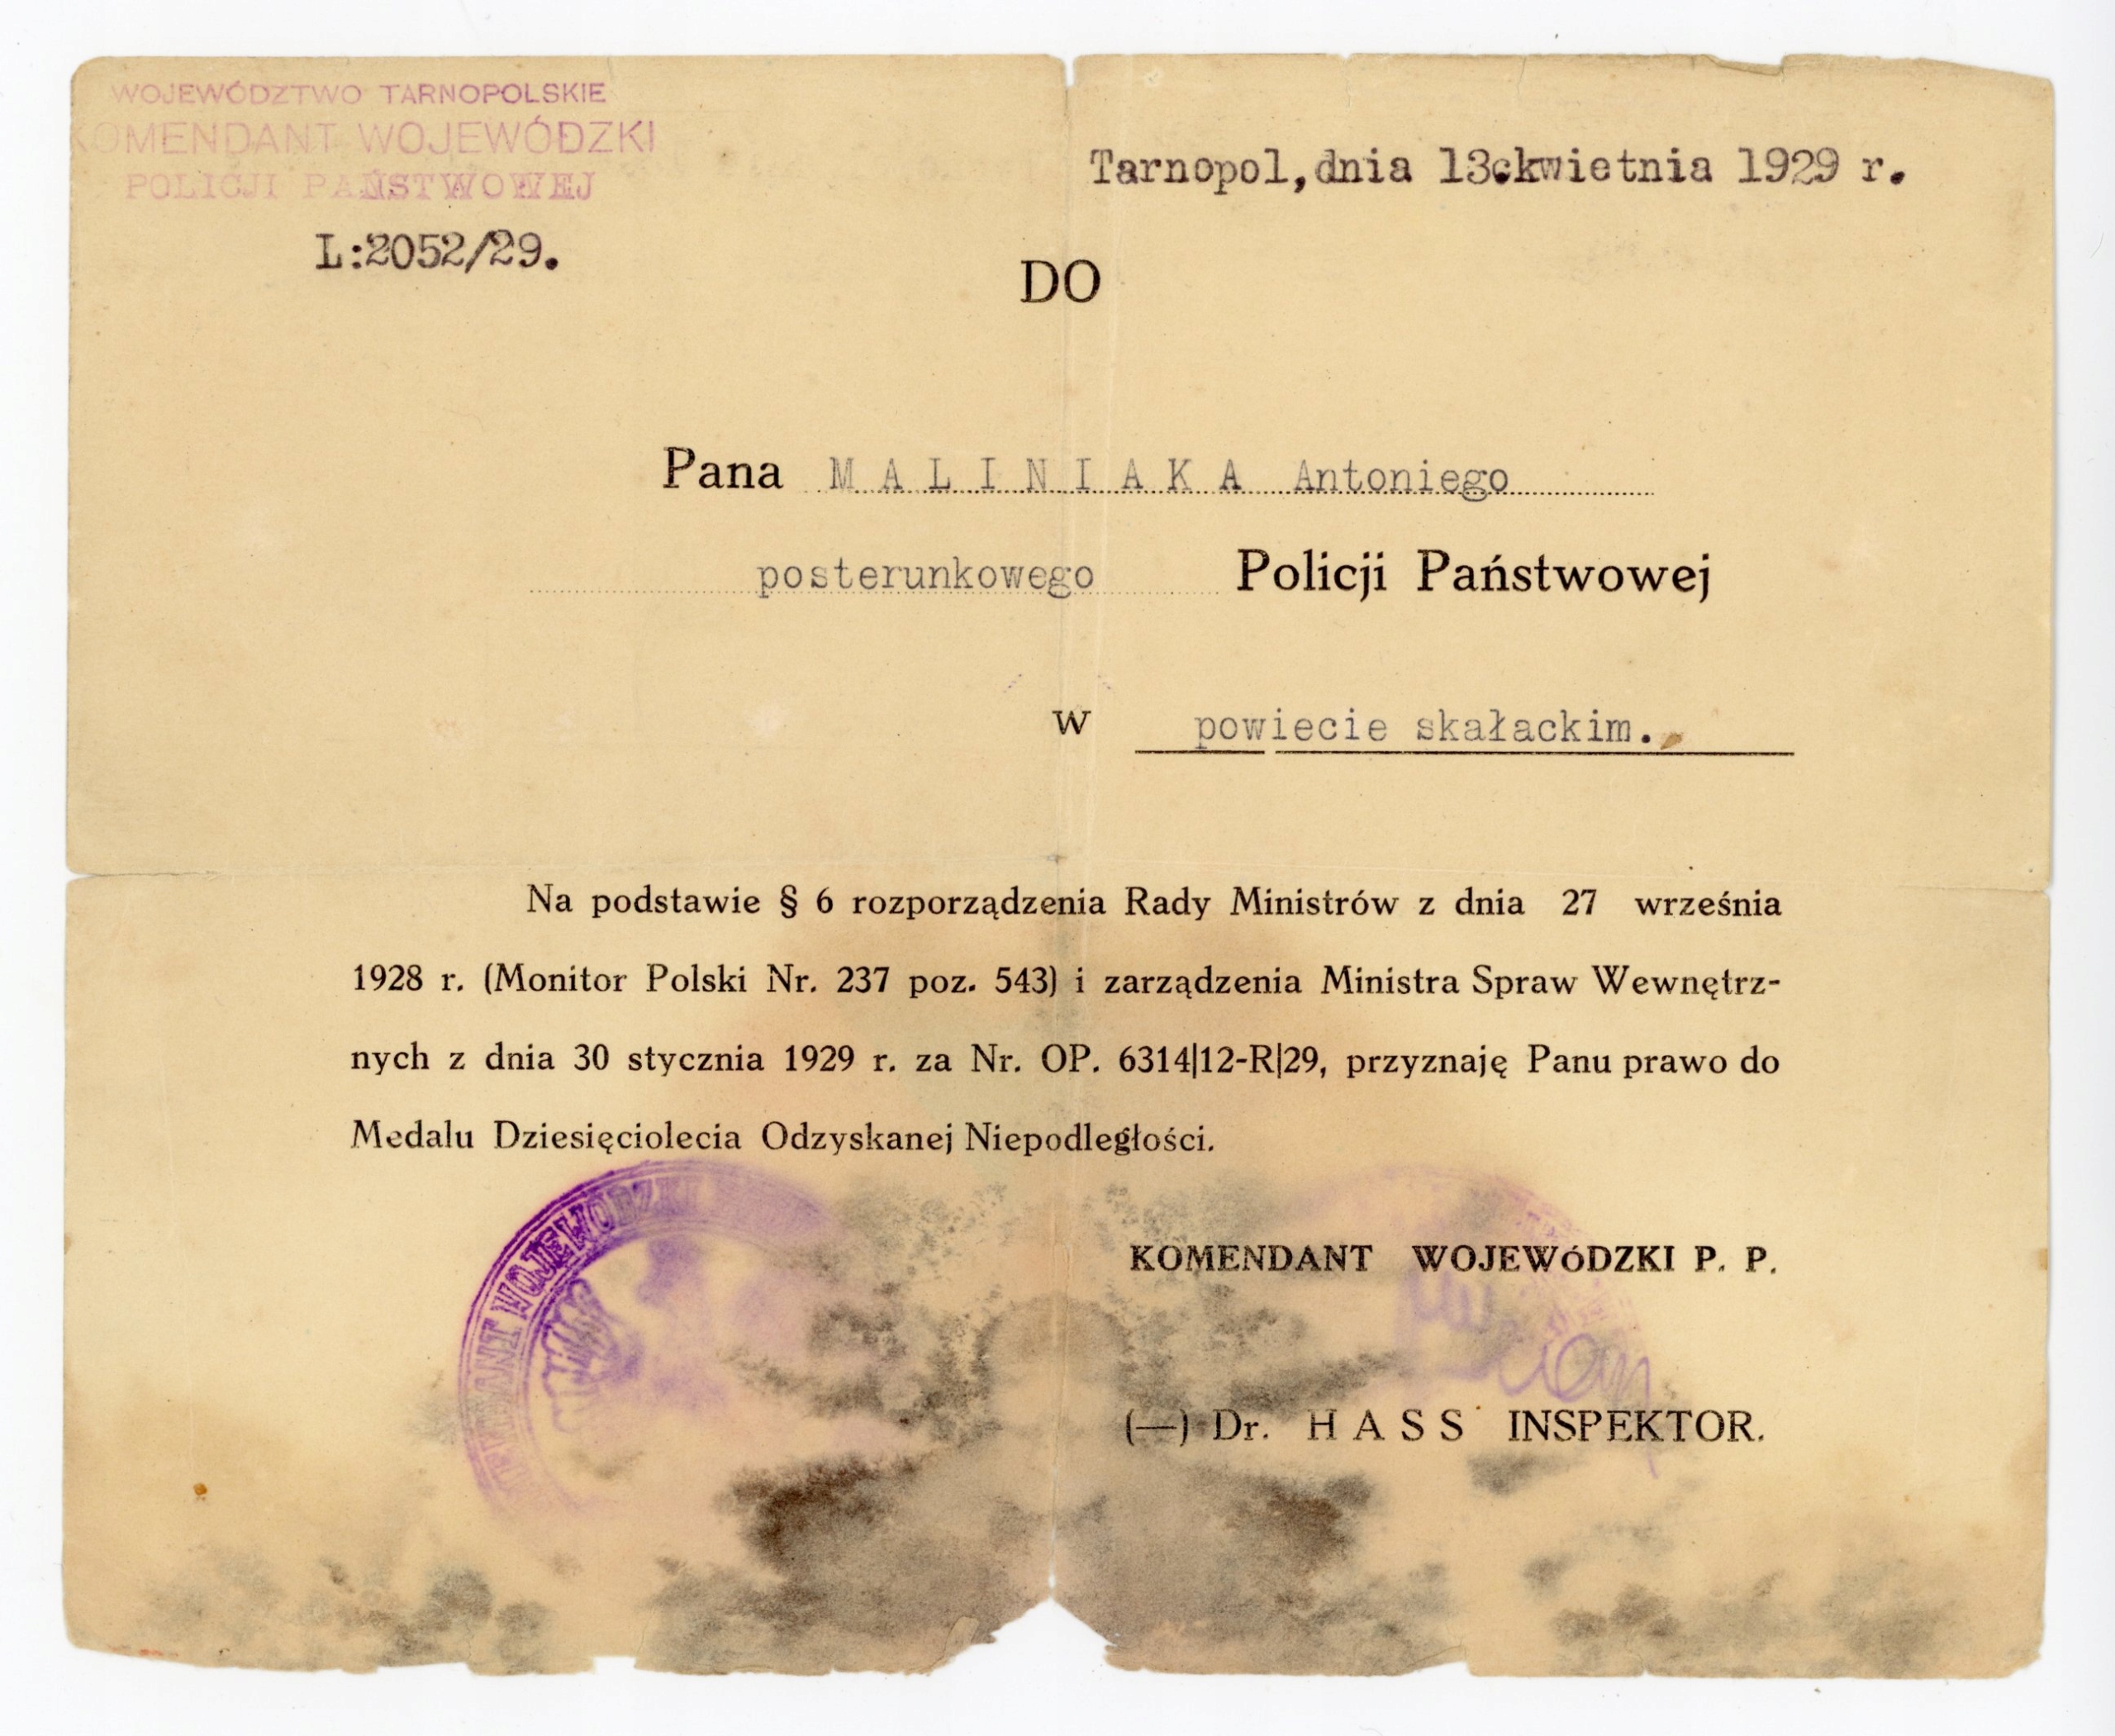 WOJEWÓDZTWO TARNOPOLSKIE
KOMENDANT WOJEWÓDZKI
POLICJI PAŃSTWOWEJ
L:2052/29.
Tarnopol, dnia 13.kwietnia 1929 r.
DO
Pana M A L I N I A K A Antoniego
posterunkowego Policji Państwowej
w powiecie skałackim.
Na podstawie § 6 rozporządzenia Rady Ministrów z dnia 27 września
1928 r. (Monitor Polski Nr. 237 poz. 543) i zarządzenia Ministra Spraw Wewnętrz-
nych z dnia 30 stycznia 1929 r. za Nr. OP. 6314|12-R|29, przyznaję Panu prawo do
Medalu Dziesięciolecia Odzyskanej Niepodległości.
KOMENDANT WOJEWÓDZKI
KOMENDANT WOJEWÓDZKI P. P.
(—) Dr. H A S S INSPEKTOR.